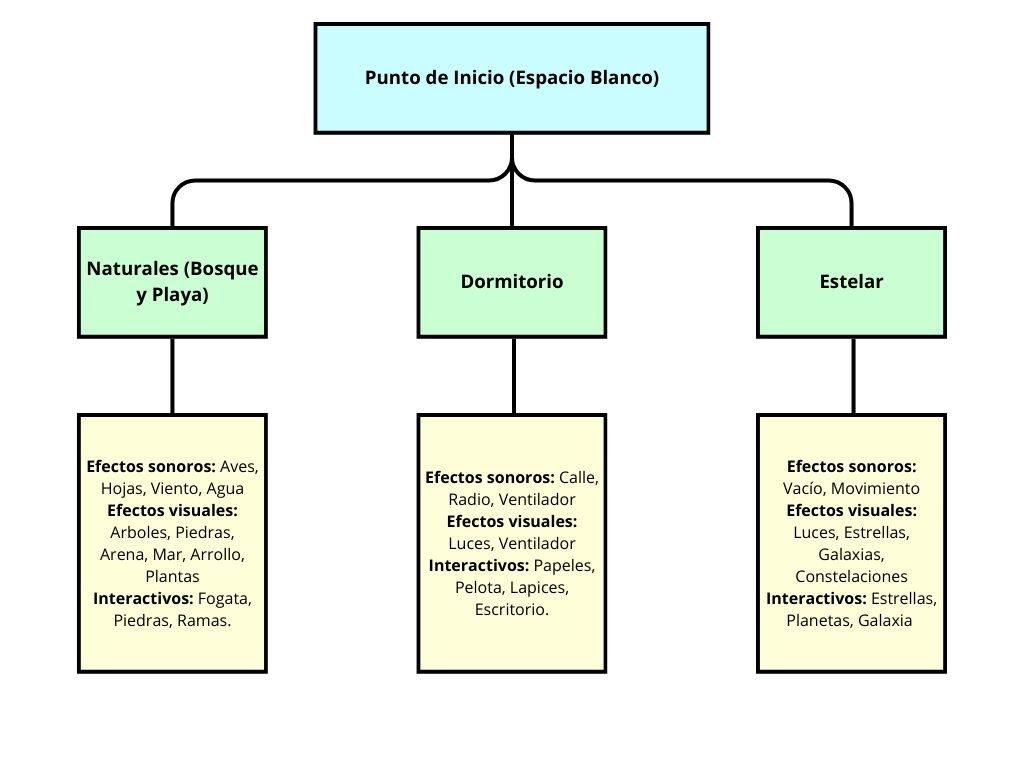 Punto de Inicio (Espacio Blanco)
Naturales (Bosque
y Playa)
Dormitorio
Estelar
Efectos sonoros: Aves,
Hojas, Viento, Agua
Efectos visuales:
Arboles, Piedras,
Arena, Mar, Arrollo,
Plantas
Interactivos: Fogata,
Piedras, Ramas.
Efectos sonoros: Calle,
Radio, Ventilador
Efectos visuales:
Luces, Ventilador
Interactivos: Papeles,
Pelota, Lapices,
Escritorio.
Efectos sonoros:
Vacío, Movimiento
Efectos visuales:
Luces, Estrellas,
Galaxias,
Constelaciones
Interactivos: Estrellas,
Planetas, Galaxia